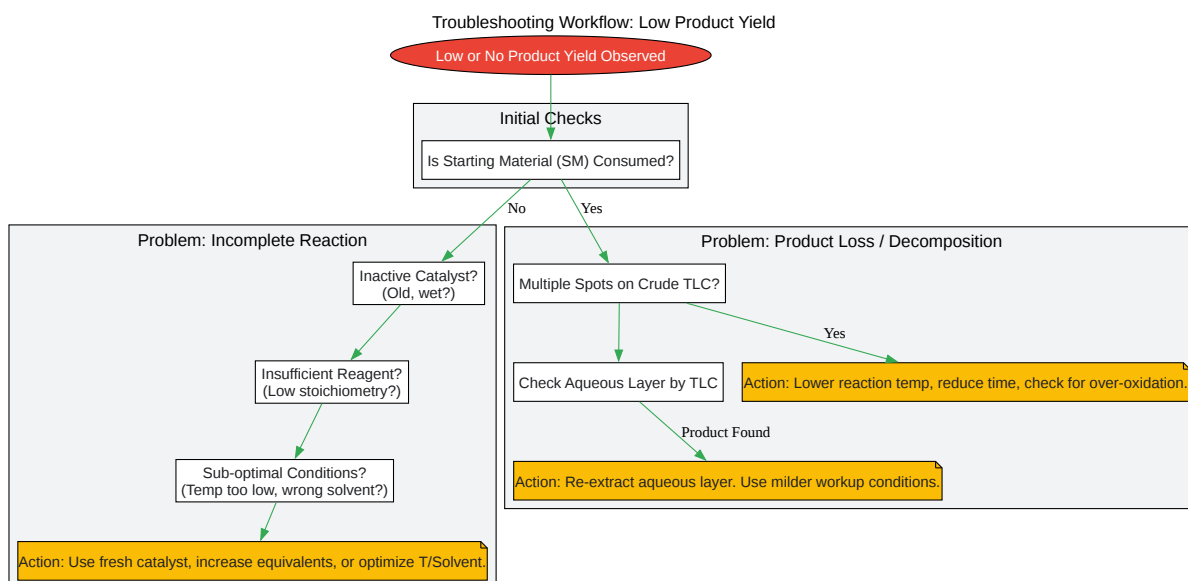 Troubleshooting Workflow: Low Product Yield
Low or No Product Yield Observed
Initial Checks
Is Starting Material (SM) Consumed?
No
Yes
Problem: Incomplete Reaction
Inactive Catalyst?
(Old, wet?)
Insufficient Reagent?
(Low stoichiometry?)
Sub-optimal Conditions?
(Temp too low, wrong solvent?)
Action: Use fresh catalyst, increase equivalents, or optimize T/Solvent.
Problem: Product Loss / Decomposition
Multiple Spots on Crude TLC?
Yes
Check Aqueous Layer by TLC
Action: Lower reaction temp, reduce time, check for over-oxidation.
Product Found
Action: Re-extract aqueous layer. Use milder workup conditions.